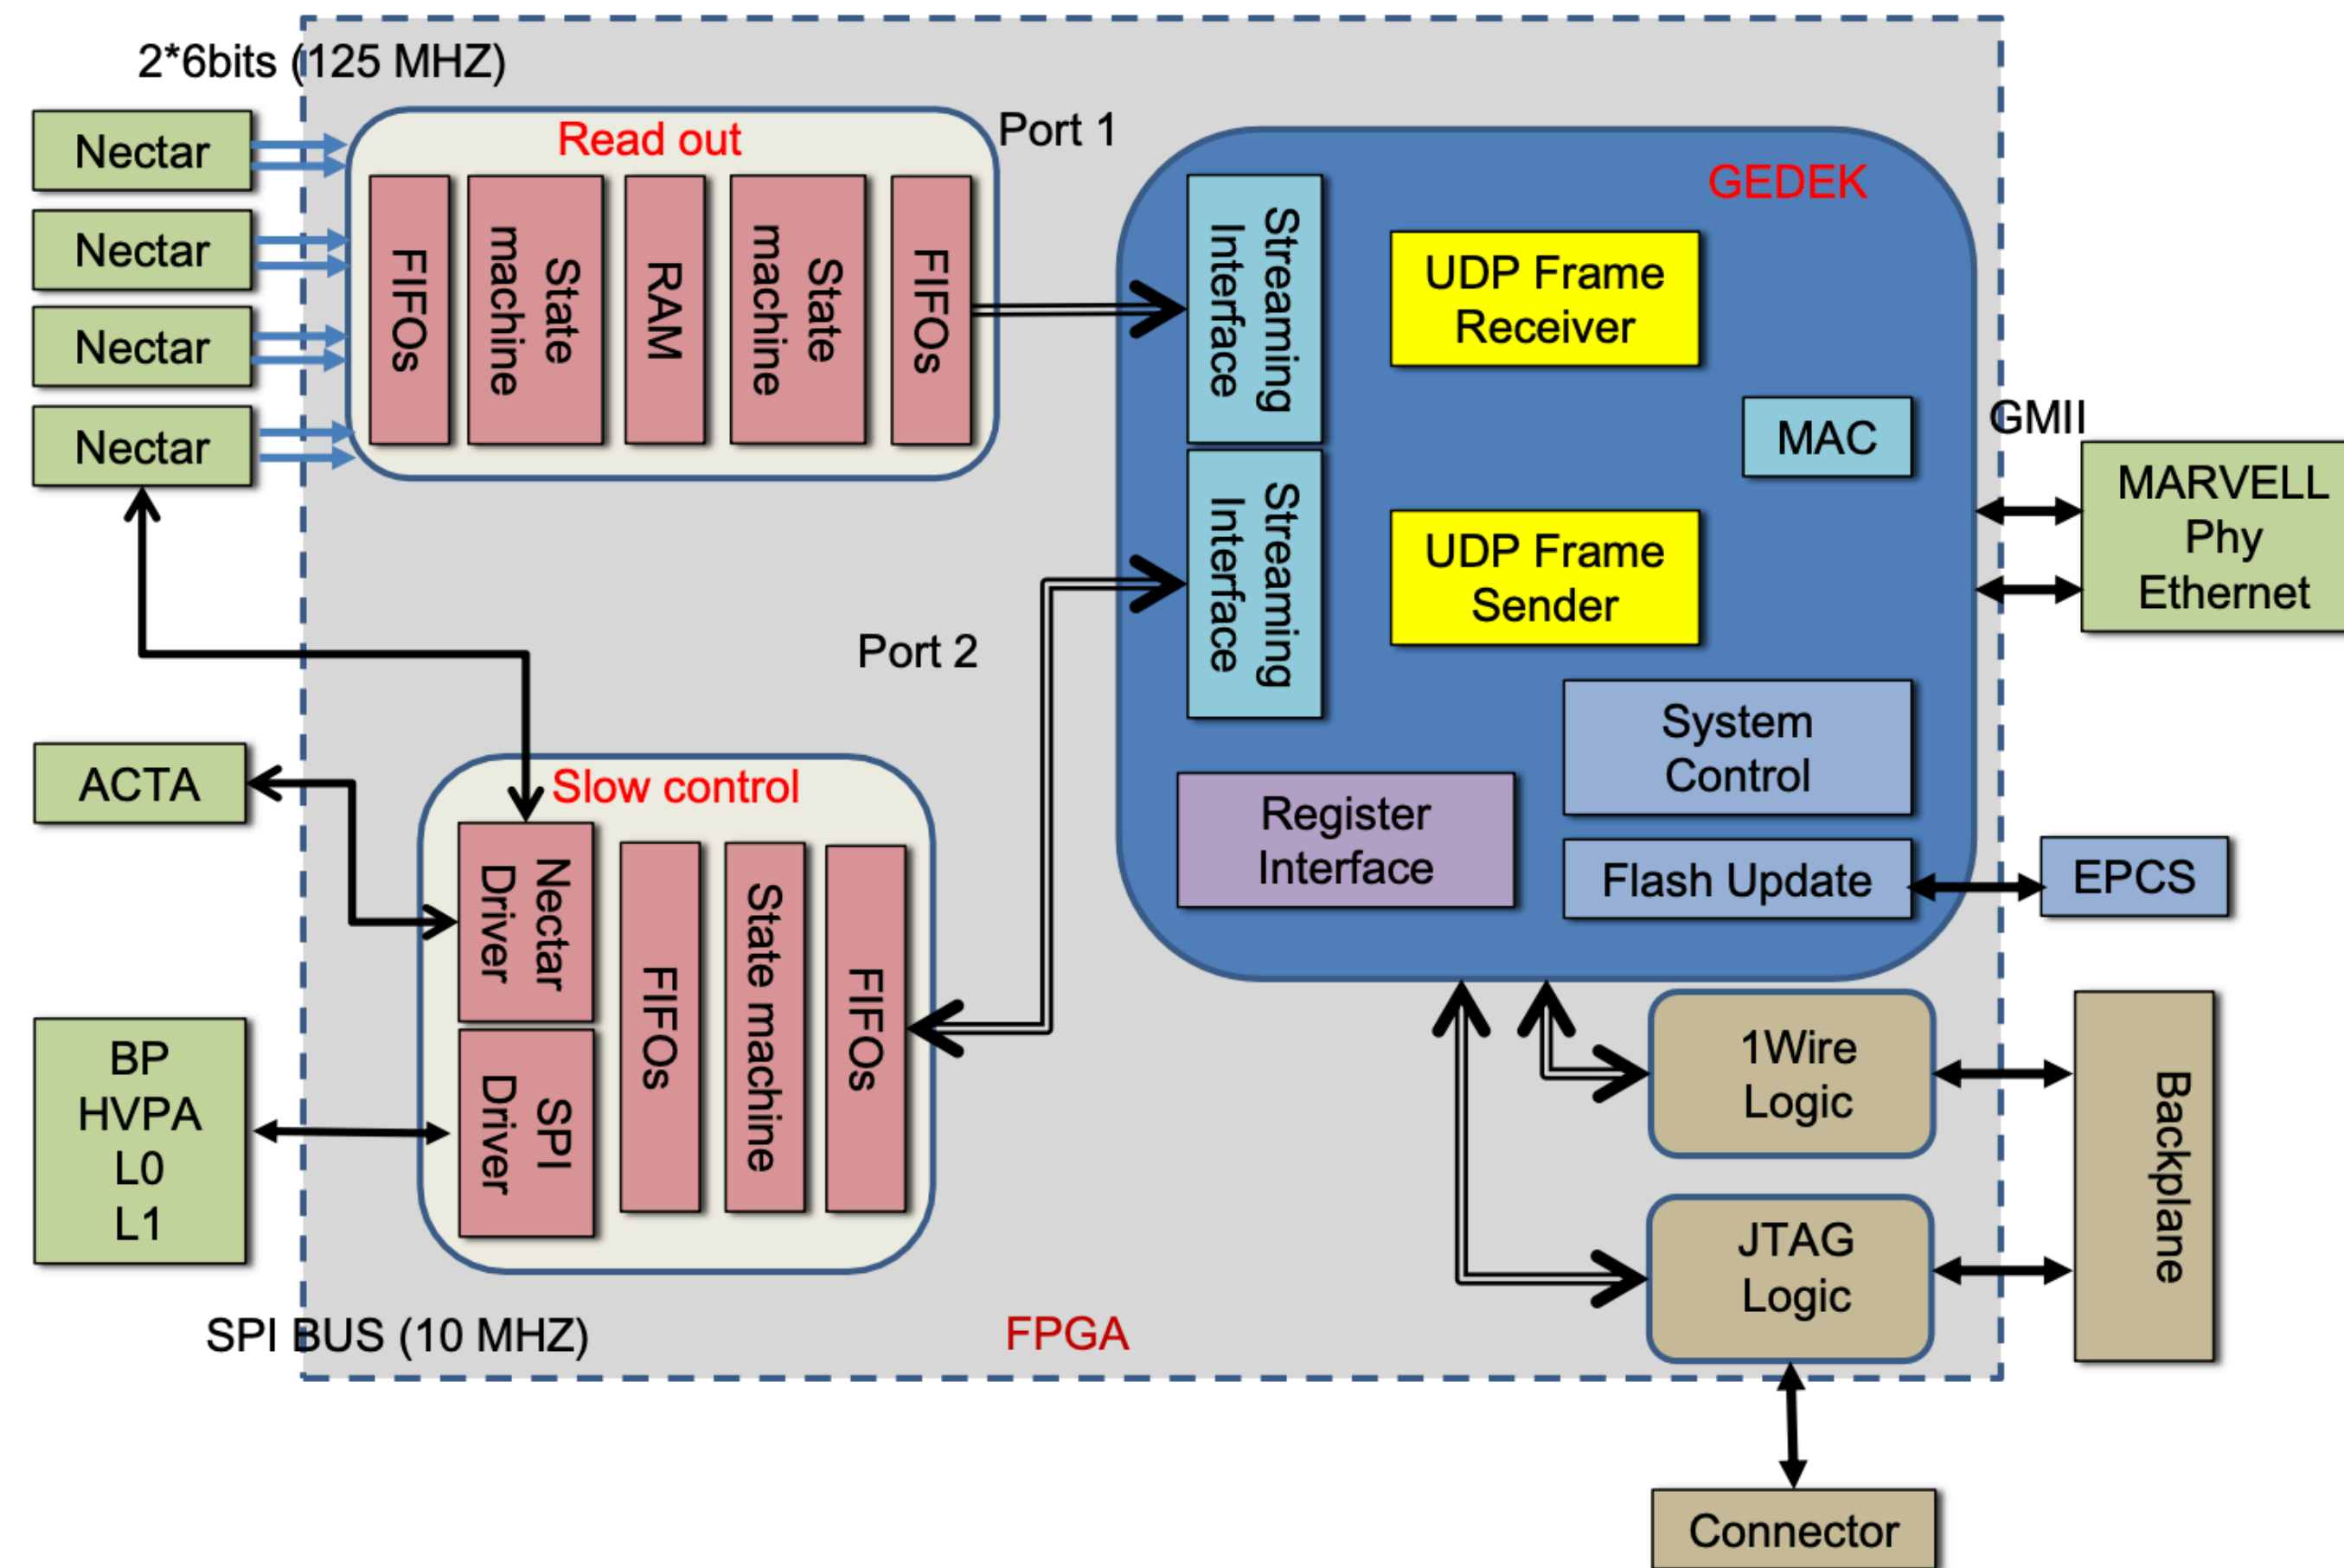 2*6bits (125 MHZ)
Nectar
Nectar
Nectar
Nectar
Read out
FIFOs
State
machine
RAM
State
machine
FIFOs
Port 1
GEDEK
Streaming
Interface
UDP Frame
Receiver
MAC
GMII
MARVELL
Phy
Ethernet
Streaming
Interface
UDP Frame
Sender
Port 2
System
Control
Register
Interface
Flash Update
EPCS
ACTA
Slow control
Nectar
Driver
SPI
Driver
FIFOs
State machine
FIFOs
BP
HVPA
L0
L1
1Wire
Logic
JTAG
Logic
Backplane
SPI BUS (10 MHZ)
FPGA
Connector